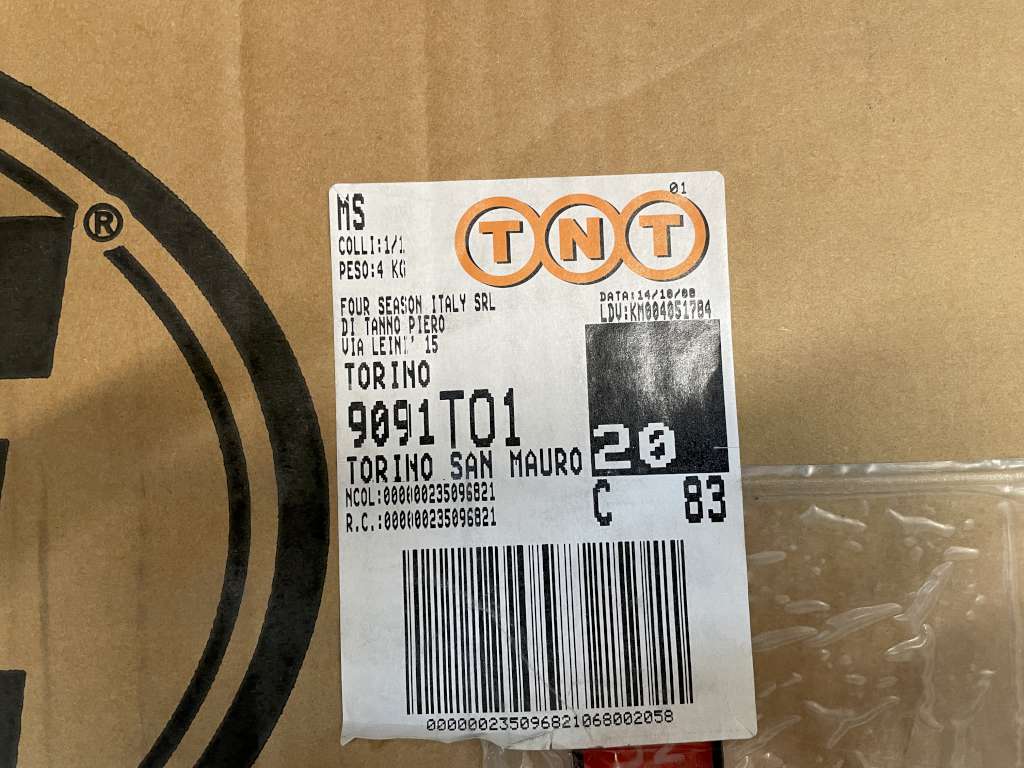 ®
01
MS
TNT
COLLI:1/1
PESO:4 KG
FOUR SEASON ITALY SRL
DI TANNO PIERO
VIA LEINI' 15
DATA:14/10/08
LDV:KM004051784
TORINO
9091TO1
20
TORINO SAN MAURO
NCOL:000000235096821
R.C.:000000235096821
C 83
000000235096821068002058